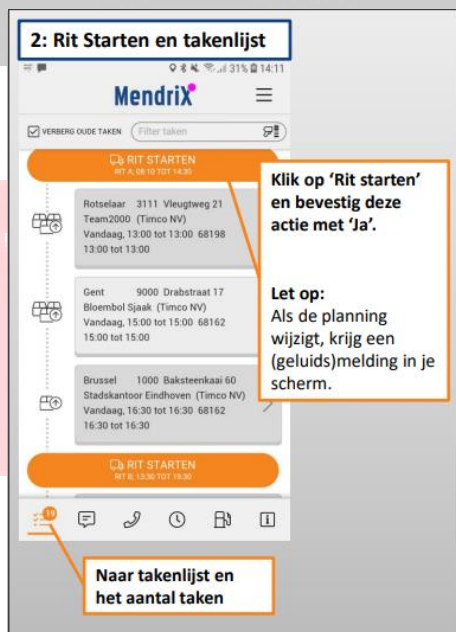 2: Rit Starten en takenlijst
31% 14:11
MendriX
VERBERG OUDE TAKEN
Filter taken
RIT STARTEN
RIT A; 08:10 TOT 14:30
Rotselaar 3111 Vleugtweg 21
Team2000 (Timco NV)
Vandaag, 13:00 tot 13:00 68198
13:00 tot 13:00
Gent 9000 Drabstraat 17
Bloembol Sjaak (Timco NV)
Vandaag, 15:00 tot 15:00 68162
15:00 tot 15:00
Brussel 1000 Baksteenkaai 60
Stadskantoor Eindhoven (Timco NV)
Vandaag, 16:30 tot 16:30 68162
16:30 tot 16:30
RIT STARTEN
RIT B; 13:30 TOT 19:30
19
Klik op ‘Rit starten’
en bevestig deze
actie met ‘Ja’.
Let op:
Als de planning
wijzigt, krijg een
(geluids)melding in je
scherm.
Naar takenlijst en
het aantal taken